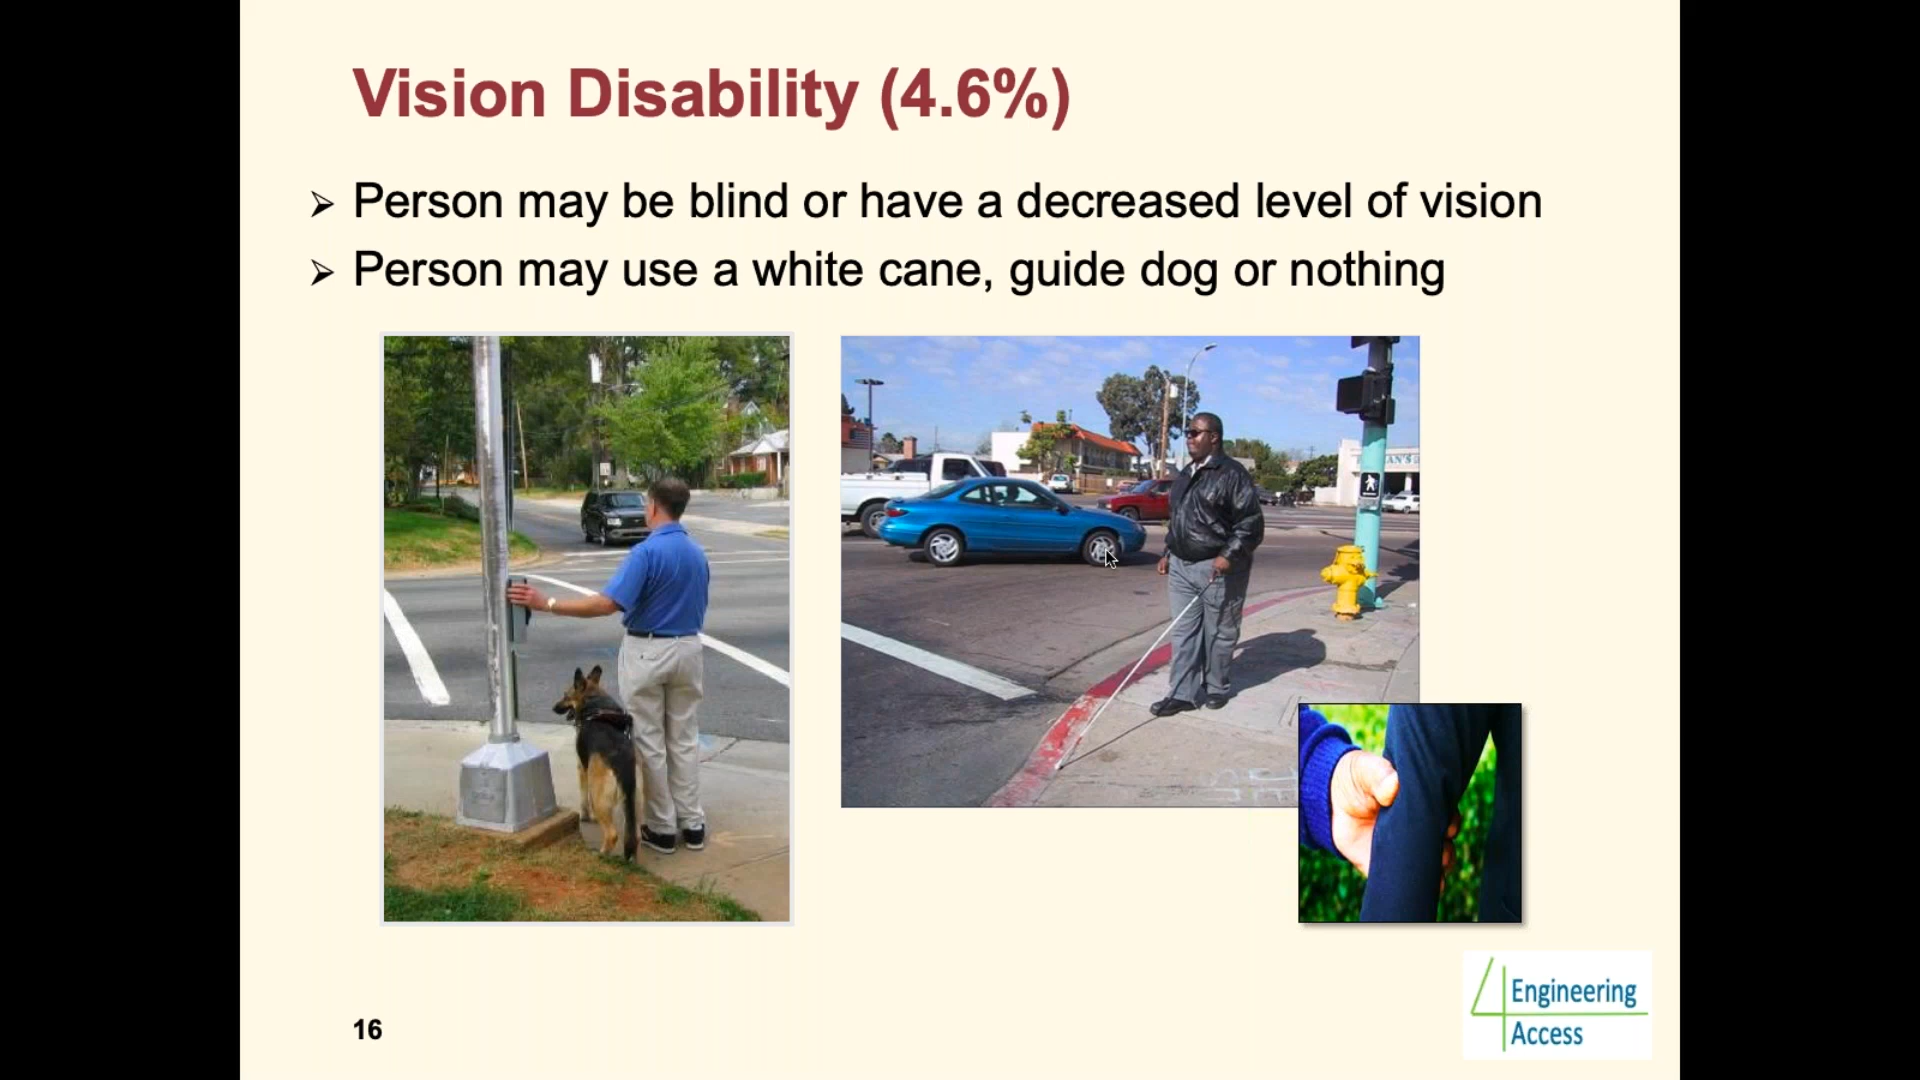 Vision Disability (4.6%)
Person may be blind or have a decreased level of vision
Person may use a white cane, guide dog or nothing
16
4 Engineering
Access